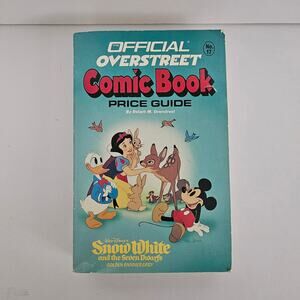 OFFICIAL
OVERSTREET
No.
17
Comic Book
PRICE GUIDE
By Robert M. Overstreet
Walt Disney's
Snow White
and the Seven Dwarfs
GOLDEN ANNIVERSARY